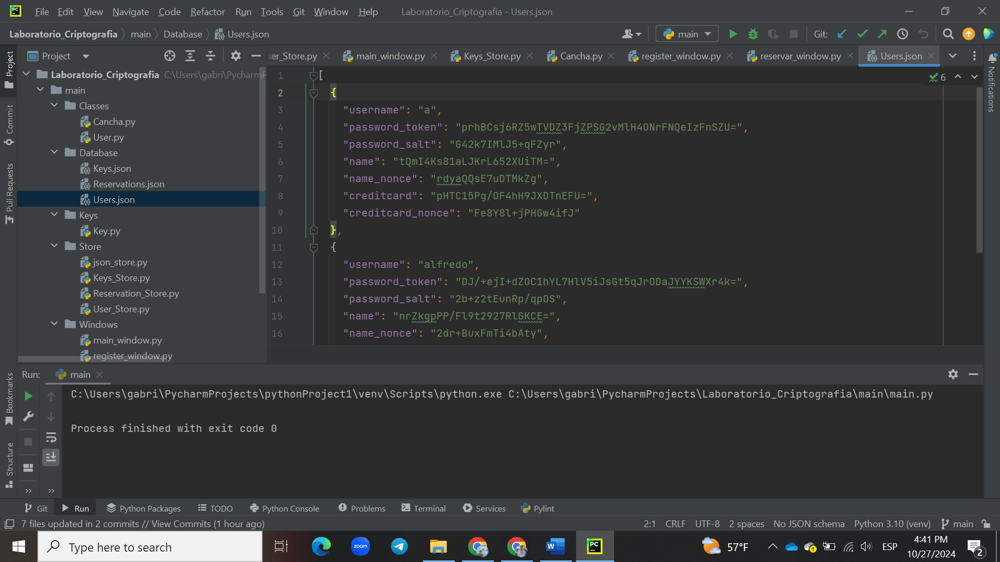 File Edit View Navigate Code Refactor Run Tools Git Window Help Laboratorio_Criptografia - Users.json
Laboratorio_Criptografia main Database Users.json main Git:
Project
ser_Store.py main_window.py Keys_Store.py Cancha.py register_window.py reservar_window.py Users.json
Laboratorio_Criptografia C:\Users\gabri\PycharmP
main
Classes
Cancha.py
User.py
Database
Keys.json
Reservations.json
Users.json
Keys
Key.py
Store
json_store.py
Keys_Store.py
Reservation_Store.py
User_Store.py
Windows
main_window.py
register_window.py
1 [
2 {
3 "username": "a",
4 "password_token": "prhBCsj6RZ5wTVDZ3FjZPSG2vMlH4ONrFNQeIzFnSZU=",
5 "password_salt": "G42k7IMlJ5+qFZyr",
6 "name": "tQmI4Ks81aLJKrL652XUiTM=",
7 "name_nonce": "rdyaQQsE7uDTMkZg",
8 "creditcard": "pHTC15Pg/OF4hH9JXDTnEFU=",
9 "creditcard_nonce": "Fe8Y8l+jPHGw4ifJ"
10 },
11 {
12 "username": "alfredo",
13 "password_token": "DJ/+ejI+dZOC1hYL7HlV5iJsGt5qJrODaJYYKSWXr4k=",
14 "password_salt": "2b+z2tEunRp/qpOS",
15 "name": "nrZkgpPP/Fl9t2927RlGKCE=",
16 "name_nonce": "2dr+BuxFmTi4bAty",
6
Project
Commit
Pull Requests
Bookmarks
Structure
Notifications
Run: main
C:\Users\gabri\PycharmProjects\pythonProject1\venv\Scripts\python.exe C:\Users\gabri\PycharmProjects\Laboratorio_Criptografia\main\main.py
Process finished with exit code 0
Git Run Python Packages TODO Python Console Problems Terminal Services Pylint
7 files updated in 2 commits // View Commits (1 hour ago) 2:1 CRLF UTF-8 2 spaces No JSON schema Python 3.10 (venv) main
Type here to search zoom W PC 57°F ESP 4:41 PM
10/27/2024 2